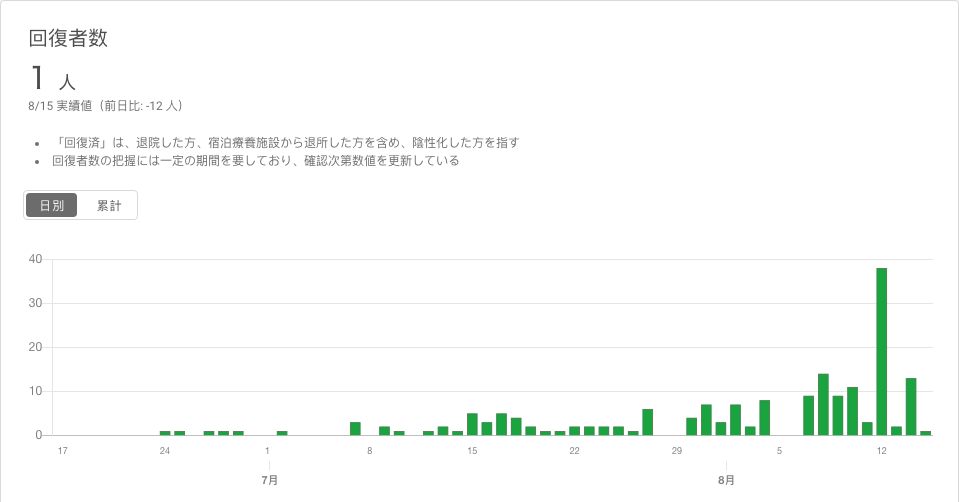 回復者数
1 人
8/15 実績値（前日比: -12 人）
「回復済」は、退院した方、宿泊療養施設から退所した方を含め、陰性化した方を指す
回復者数の把握には一定の期間を要しており、確認次第数値を更新している
日別 累計
40
30
20
10
0
17 24 1 8 15 22 29 5 12
7月 8月